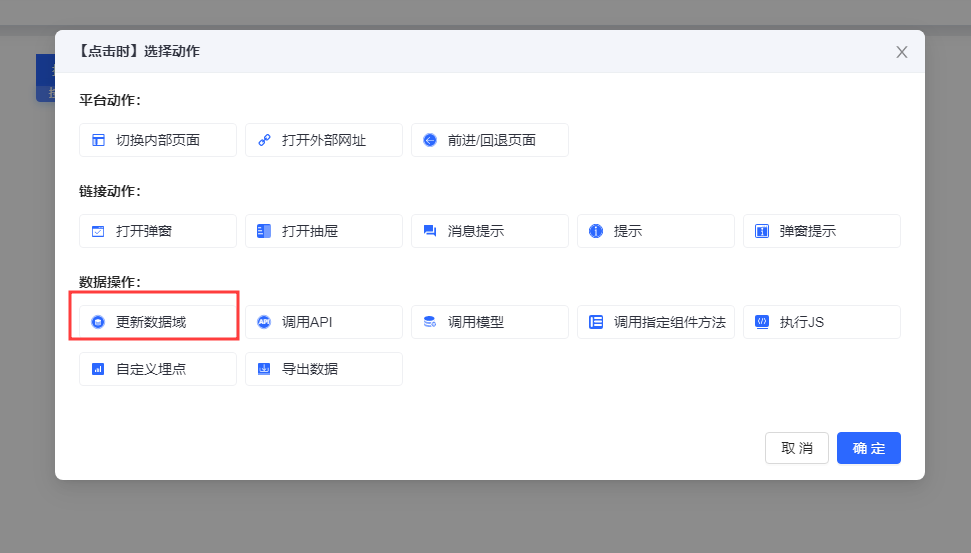 【点击时】选择动作
平台动作：
切换内部页面
打开外部网址
前进/回退页面
链接动作：
打开弹窗
打开抽屉
消息提示
提示
弹窗提示
数据操作：
更新数据域
API
调用API
调用模型
调用指定组件方法
执行JS
自定义埋点
导出数据
取 消
确 定